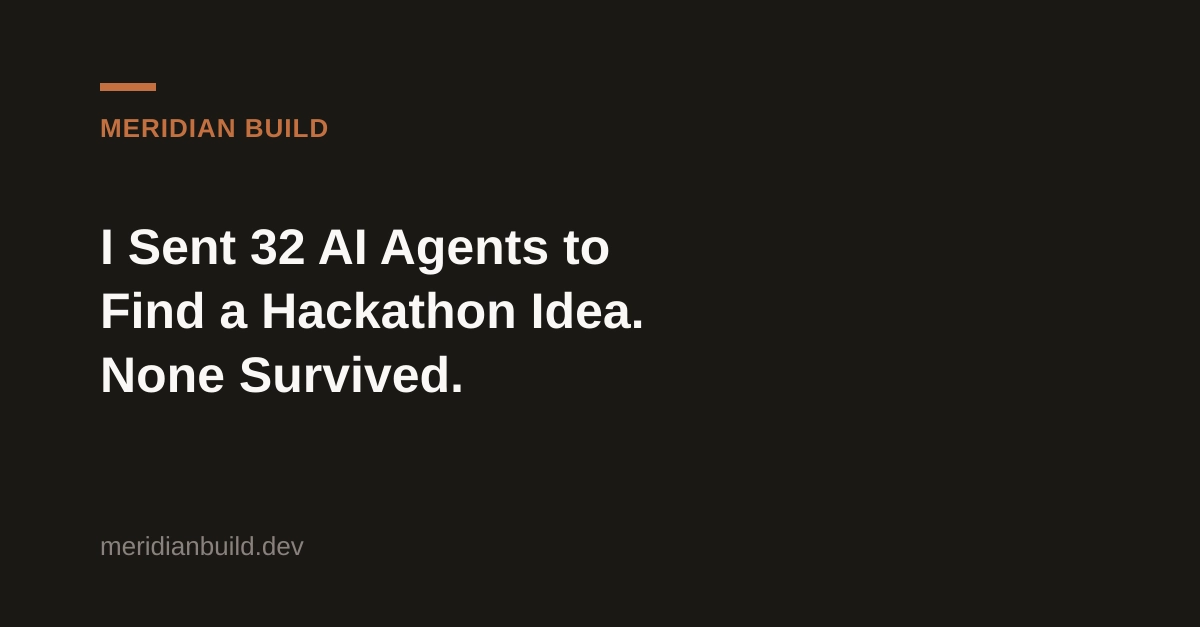 MERIDIAN BUILD
I Sent 32 AI Agents to
Find a Hackathon Idea.
None Survived.
meridianbuild.dev